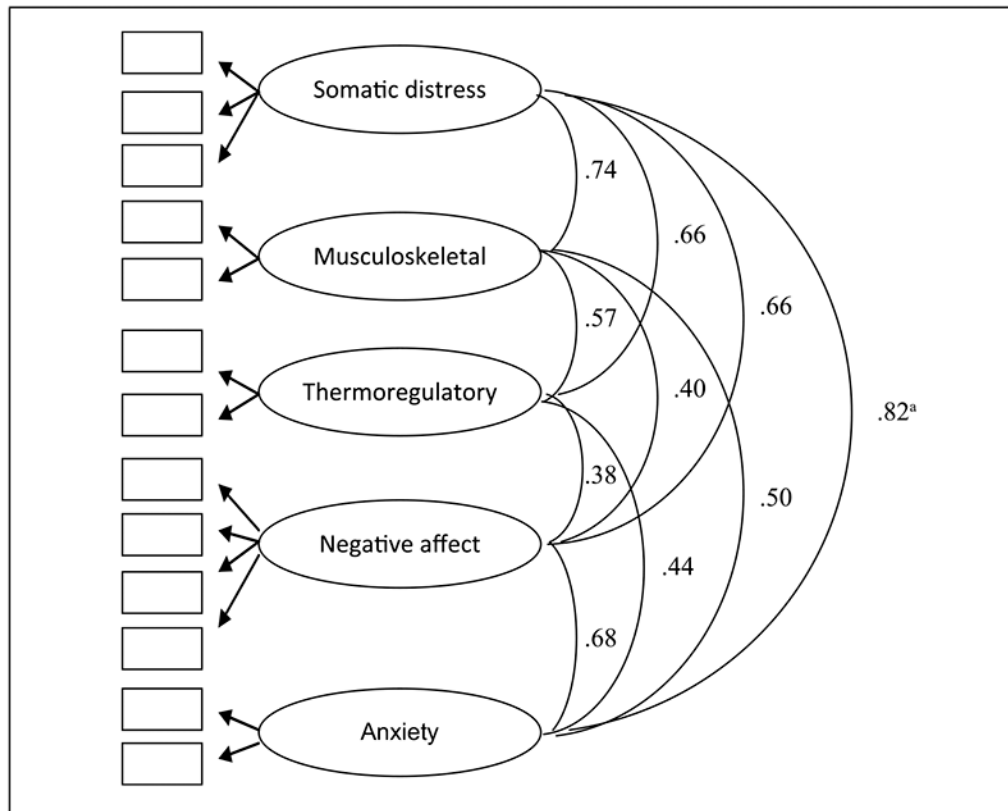 Somatic distress
.74
.66
Musculoskeletal
.66
.57
Thermoregulatory
.40
.82ᵃ
.38
.50
Negative affect
.44
.68
Anxiety